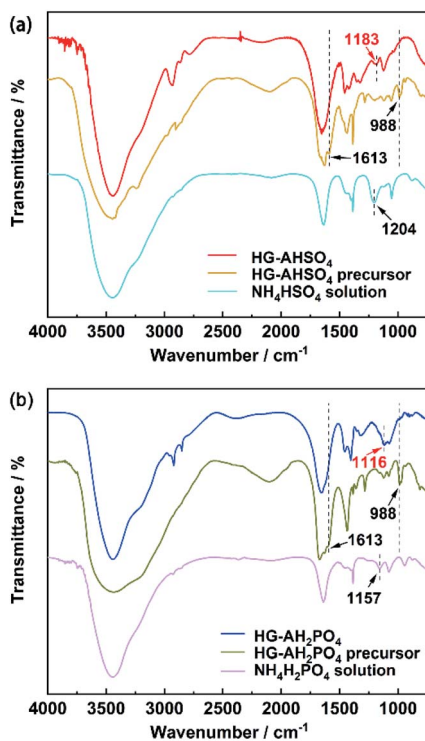 (a)
Transmittance / %
1183
988
1613
1204
HG-AHSO₄
HG-AHSO₄ precursor
NH₄HSO₄ solution
4000 3500 3000 2500 2000 1500 1000
Wavenumber / cm⁻¹
(b)
Transmittance / %
1116
988
1613
1157
HG-AH₂PO₄
HG-AH₂PO₄ precursor
NH₄H₂PO₄ solution
4000 3500 3000 2500 2000 1500 1000
Wavenumber / cm⁻¹